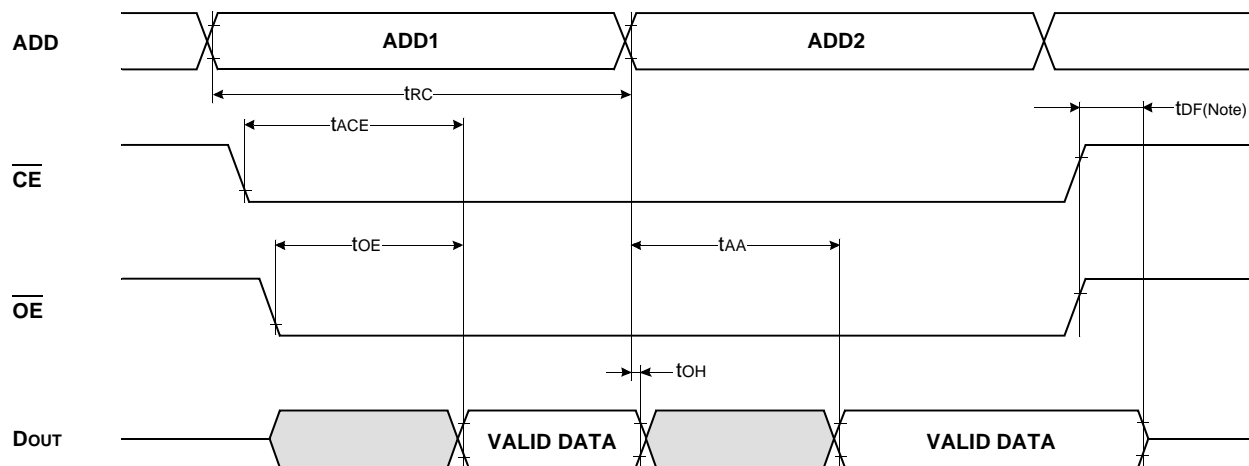 ADD
ADD1
ADD2
tRC
tACE
tDF(Note)
CE
tOE
tAA
OE
tOH
DOUT
VALID DATA
VALID DATA